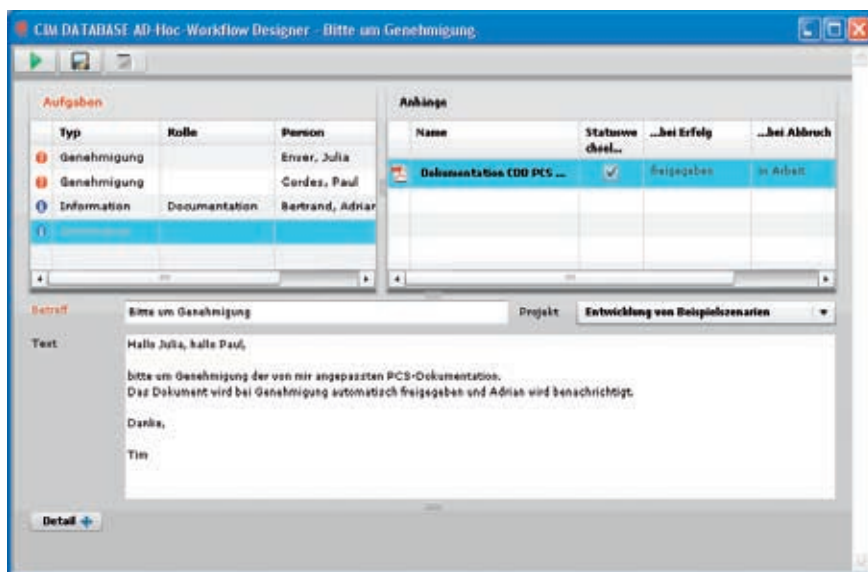 CIM DATABASE AD-Hoc-Workflow Designer - Bitte um Genehmigung
Aufgaben
Typ Rolle Person
Genehmigung Enver, Julia
Genehmigung Cordes, Paul
Information Documentation Bertrand, Adrian
Anhänge
Name Statuswe chsel... ...bei Erfolg ...bei Abbruch
Dokumentation CDD PCS ... freigegeben in Arbeit
Betreff Bitte um Genehmigung Projekt Entwicklung von Beispielszenarien
Text Hallo Julia, hallo Paul,
bitte um Genehmigung der von mir angepassten PCS-Dokumentation.
Das Dokument wird bei Genehmigung automatisch freigegeben und Adrian wird benachrichtigt.
Danke,
Tim
Detail